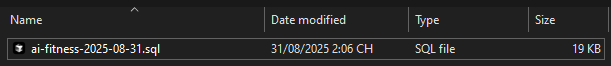 Name Date modified Type Size
ai-fitness-2025-08-31.sql 31/08/2025 2:06 CH SQL file 19 KB